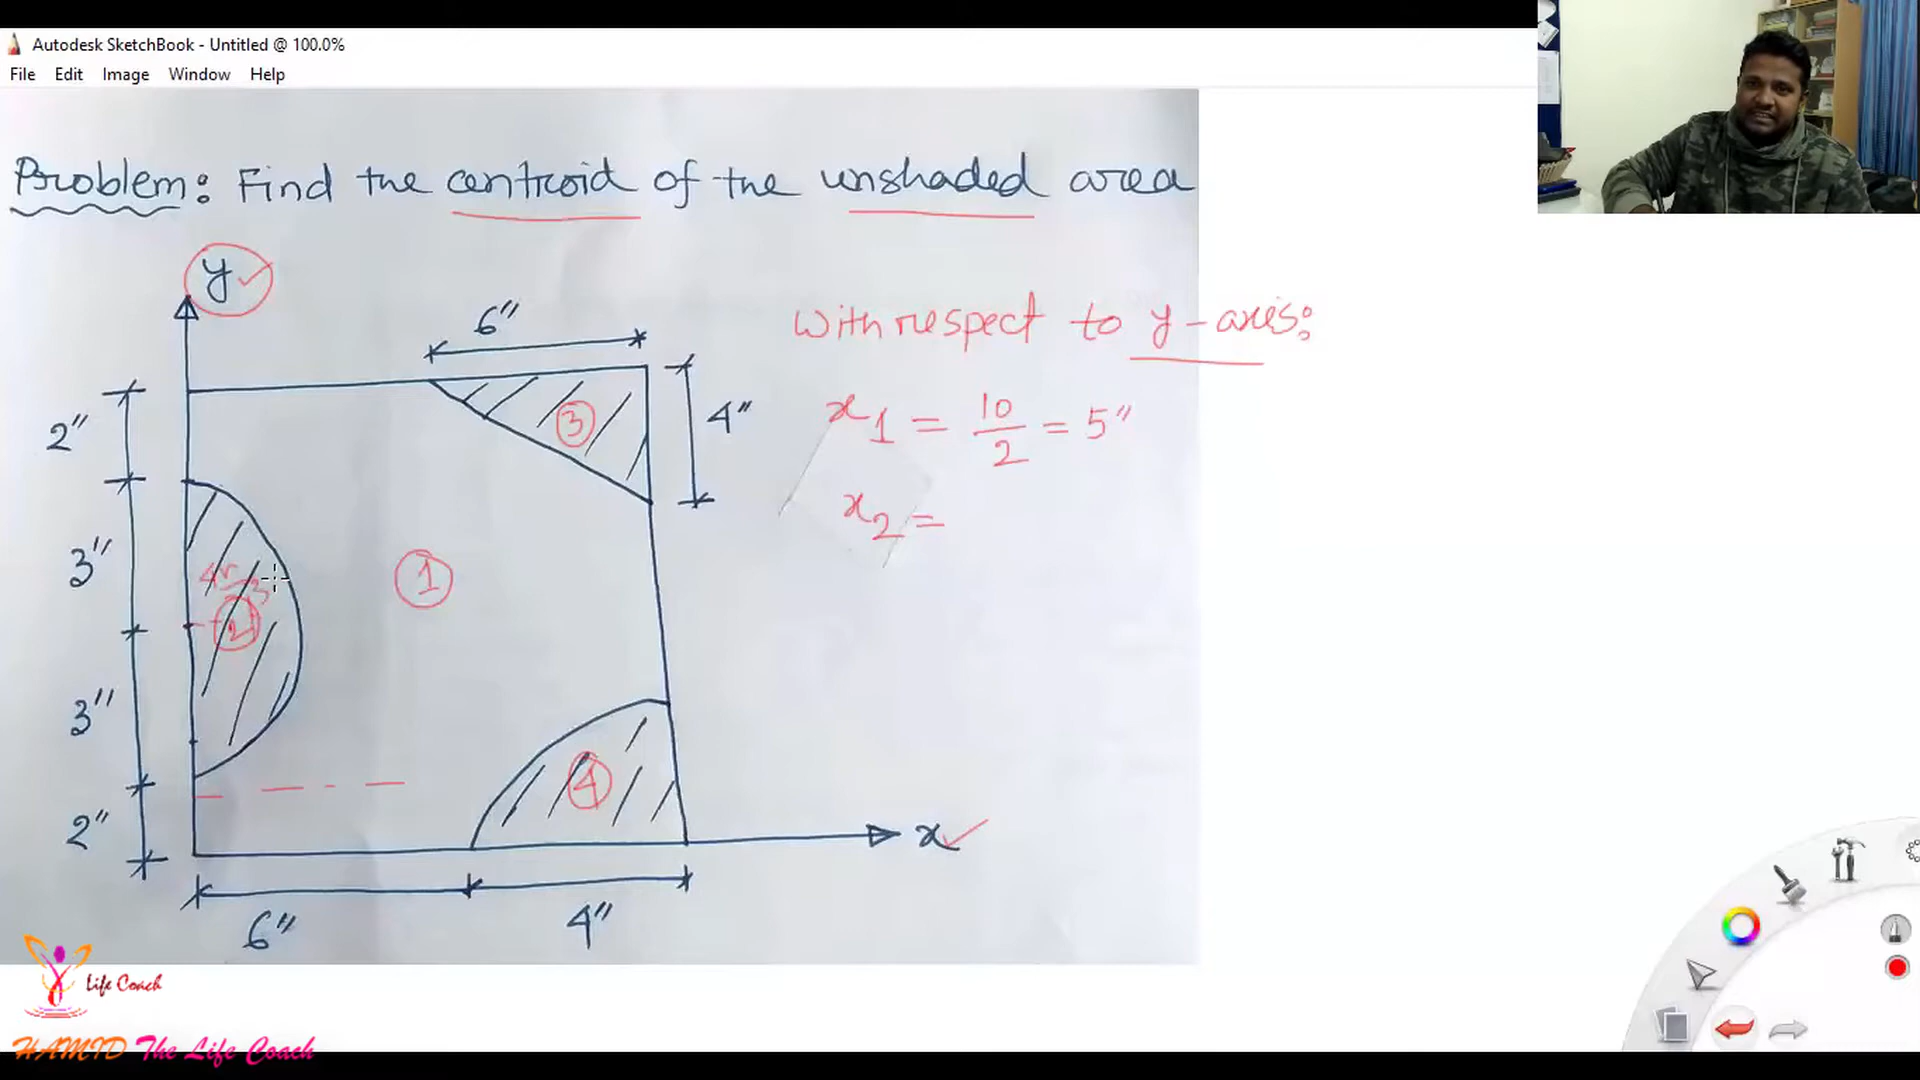 Autodesk SketchBook - Untitled @ 100.0%
File Edit Image Window Help
Problem: Find the centroid of the unshaded area
y
6"
With respect to y-axis:
2"
3
4"
x1 = 10/2 = 5"
x2 =
3"
4r
3
1
2
3"
4
2"
x
6"
4"
Life Coach
HAMID The Life Coach